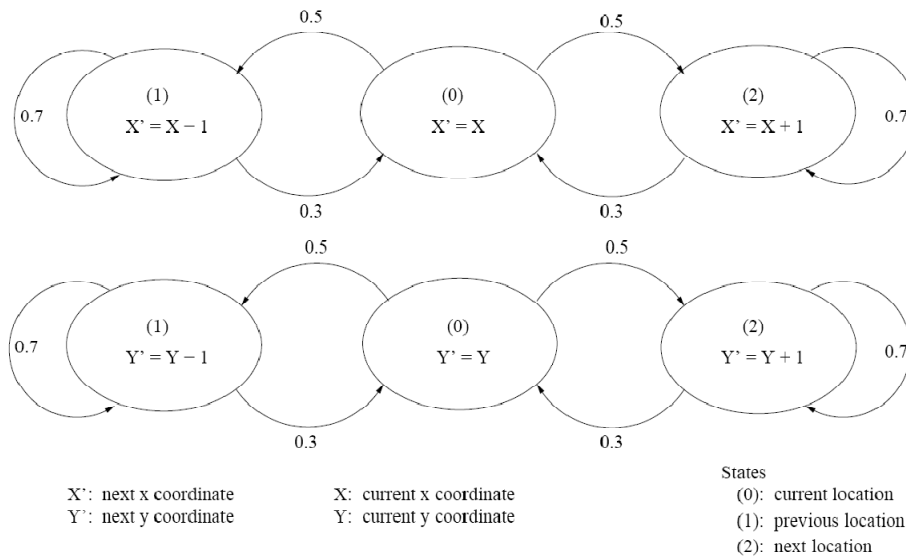 0.5 0.5
(1) (0) (2)
0.7 X’ = X − 1 X’ = X X’ = X + 1 0.7
0.3 0.3
0.5 0.5
(1) (0) (2)
0.7 Y’ = Y − 1 Y’ = Y Y’ = Y + 1 0.7
0.3 0.3
X’: next x coordinate
Y’: next y coordinate
X: current x coordinate
Y: current y coordinate
States
(0): current location
(1): previous location
(2): next location